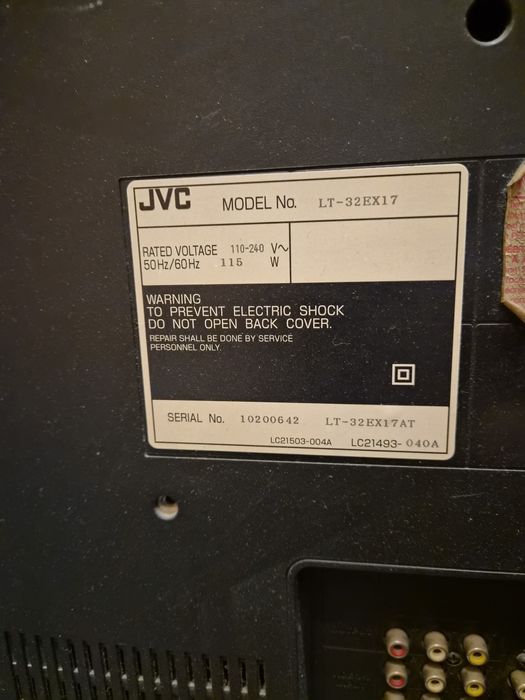 JVC MODEL No. LT-32EX17
RATED VOLTAGE 110-240 V~
50Hz/60Hz 115 W
WARNING
TO PREVENT ELECTRIC SHOCK
DO NOT OPEN BACK COVER.
REPAIR SHALL BE DONE BY SERVICE
PERSONNEL ONLY.
SERIAL No. 10200642 LT-32EX17AT
LC21503-004A LC21493-040A